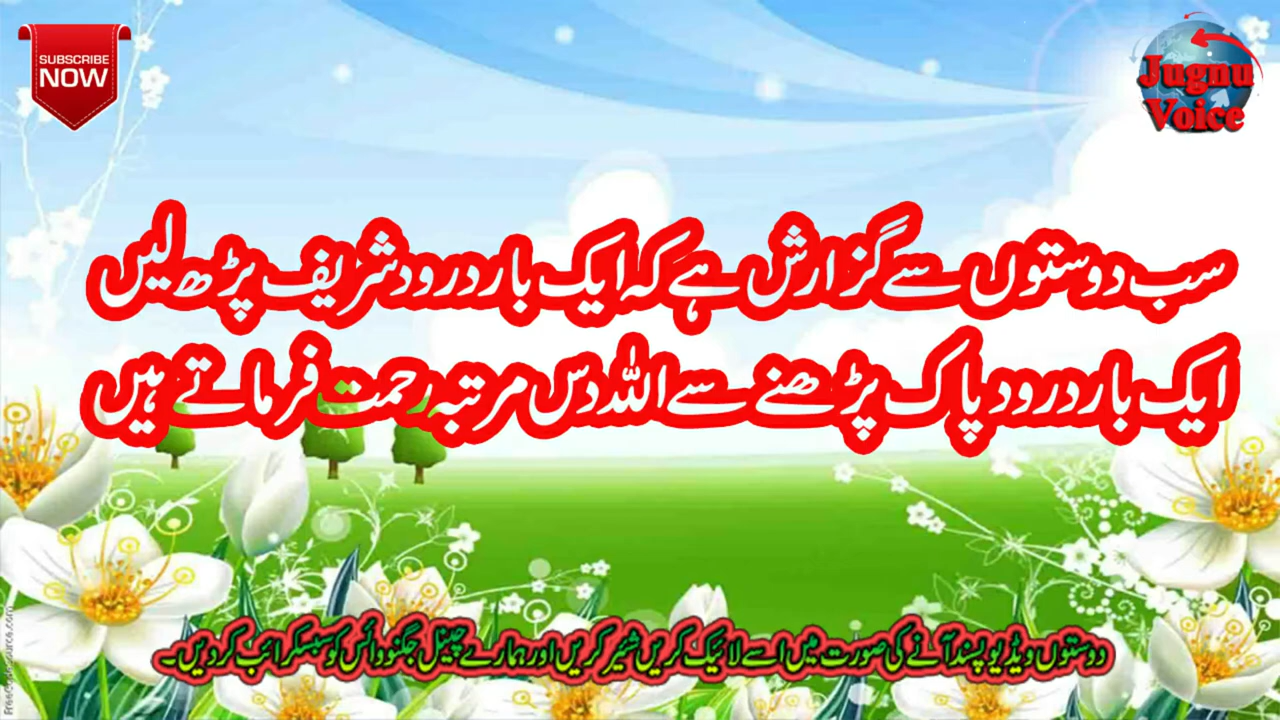 SUBSCRIBE
NOW
Jugnu
Voice
سب دوستوں سے گزارش ہے کہ ایک بار درود شریف پڑھ لیں
ایک بار درود پاک پڑھنے سے اللہ دس مرتبہ رحمت فرماتے ہیں
دوستوں ویڈیو پسند آنے کی صورت میں اسے لائیک کریں شئیر کریں اور ہمارے چینل جگنو وائس کو سبسکرائب کر دیں۔